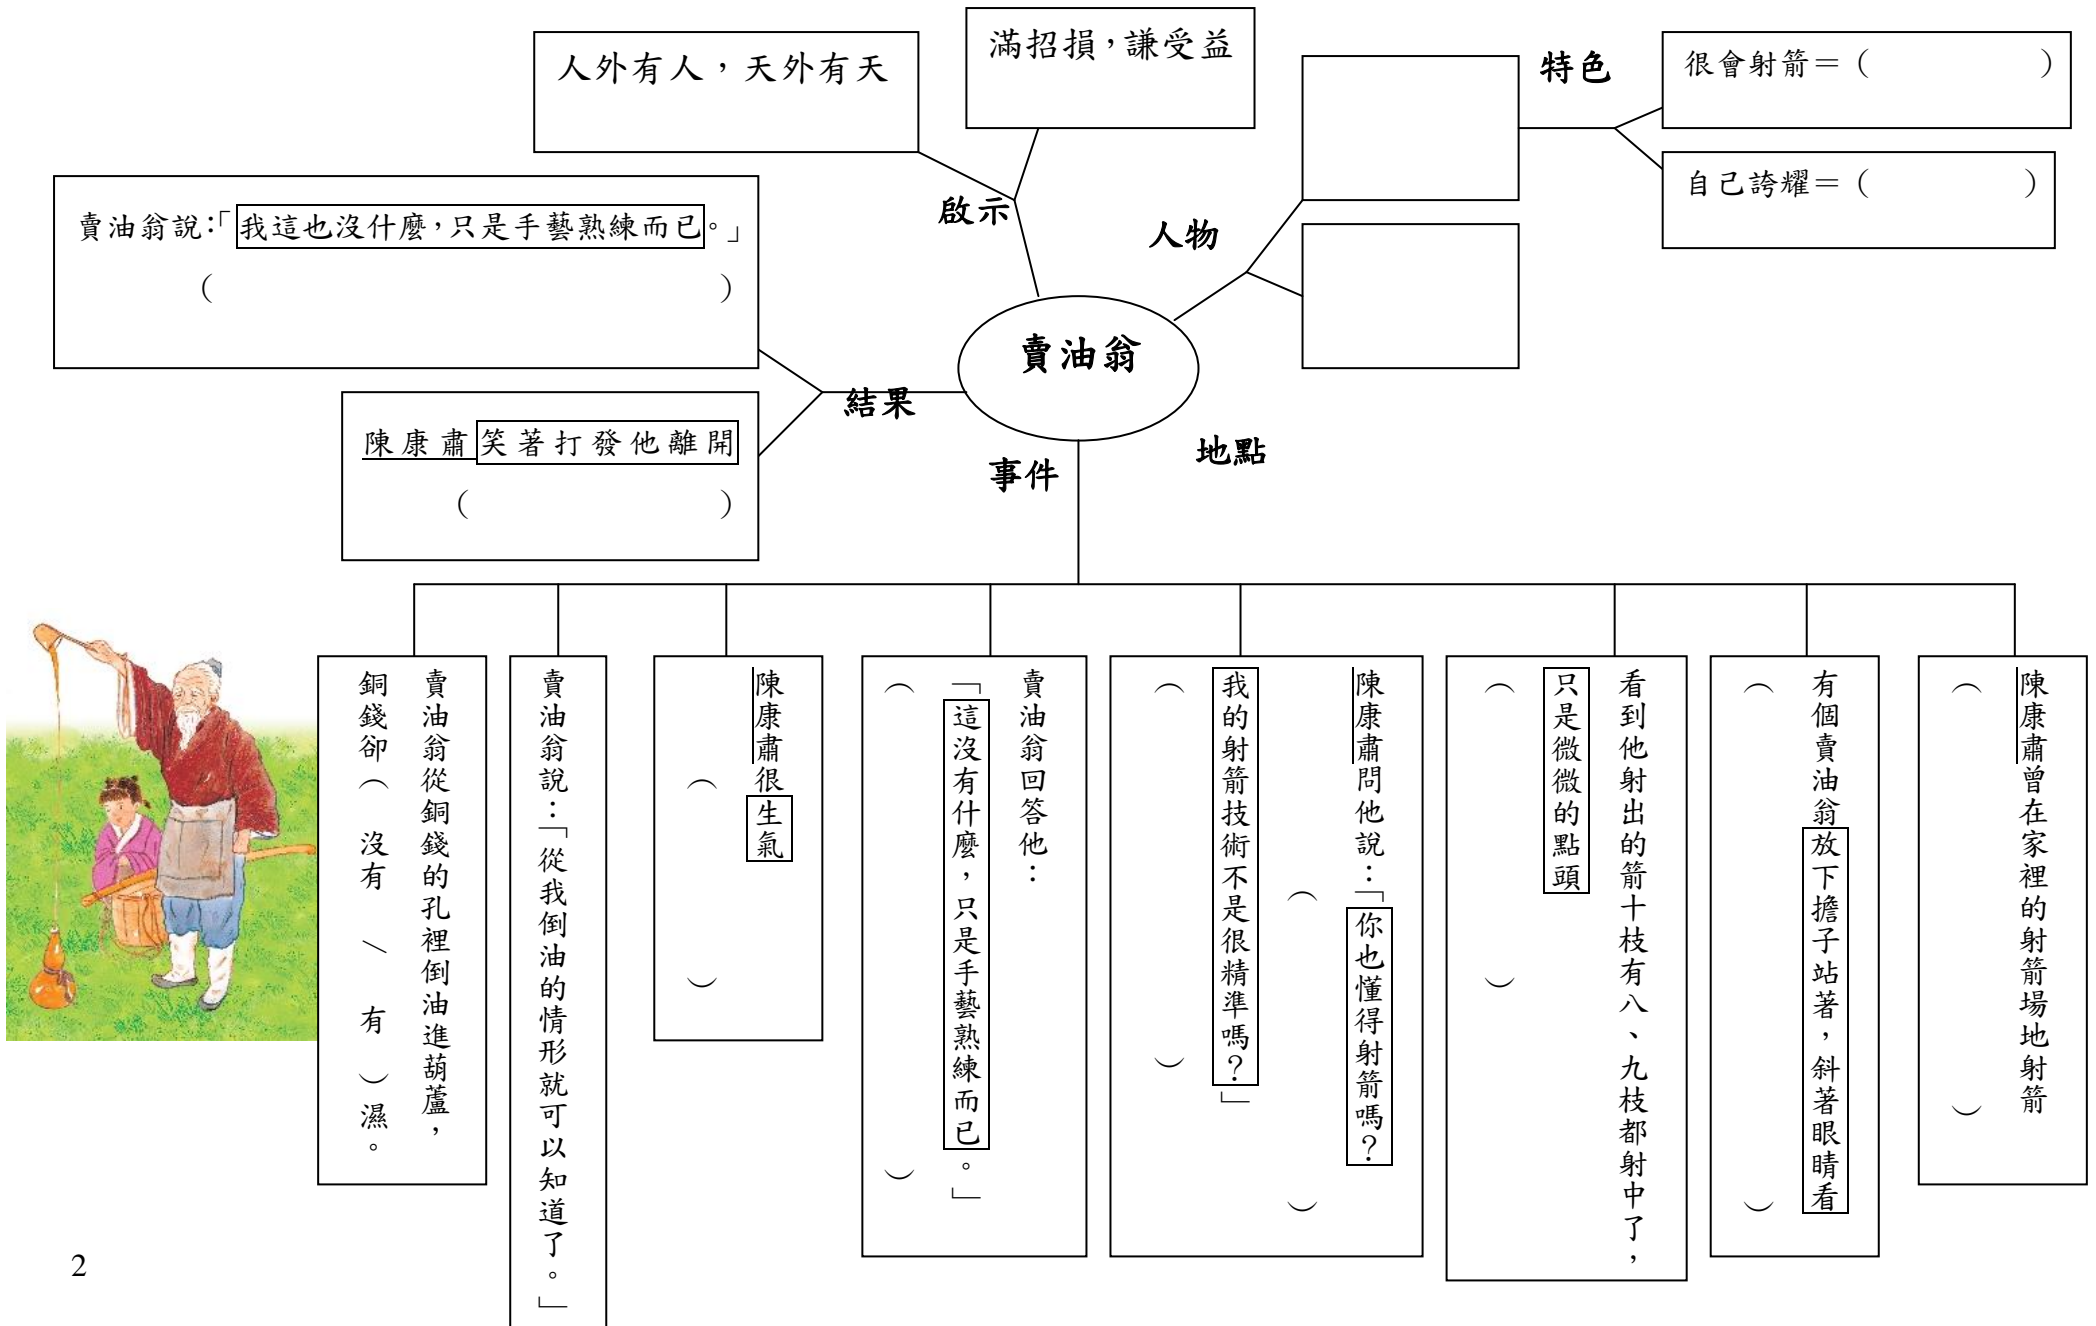 人外有人，天外有天
滿招損，謙受益
特色
很會射箭＝（　　　　）
自己誇耀＝（　　　　）
啟示
人物
賣油翁說：「我這也沒什麼，只是手藝熟練而已。」
（　　　　　　　　　　）
賣油翁
結果
陳康肅笑著打發他離開
（　　　　　　）
事件
地點
陳康肅曾在家裡的射箭場地射箭
（　　　　　　　　）
有個賣油翁放下擔子站著，斜著眼睛看
（　　　　　　　　）
看到他射出的箭十枝有八、九枝都射中了，
只是微微的點頭
（　　　　　　）
陳康肅問他說：「你也懂得射箭嗎？
（　　　　　　）
我的射箭技術不是很精準嗎？」
（　　　　　　）
賣油翁回答他：
「這沒有什麼，只是手藝熟練而已。」
（　　　　　　　　）
陳康肅很生氣
（　　　　）
賣油翁說：「從我倒油的情形就可以知道了。」
賣油翁從銅錢的孔裡倒油進葫蘆，
銅錢卻（沒有 ／ 有）濕。
2